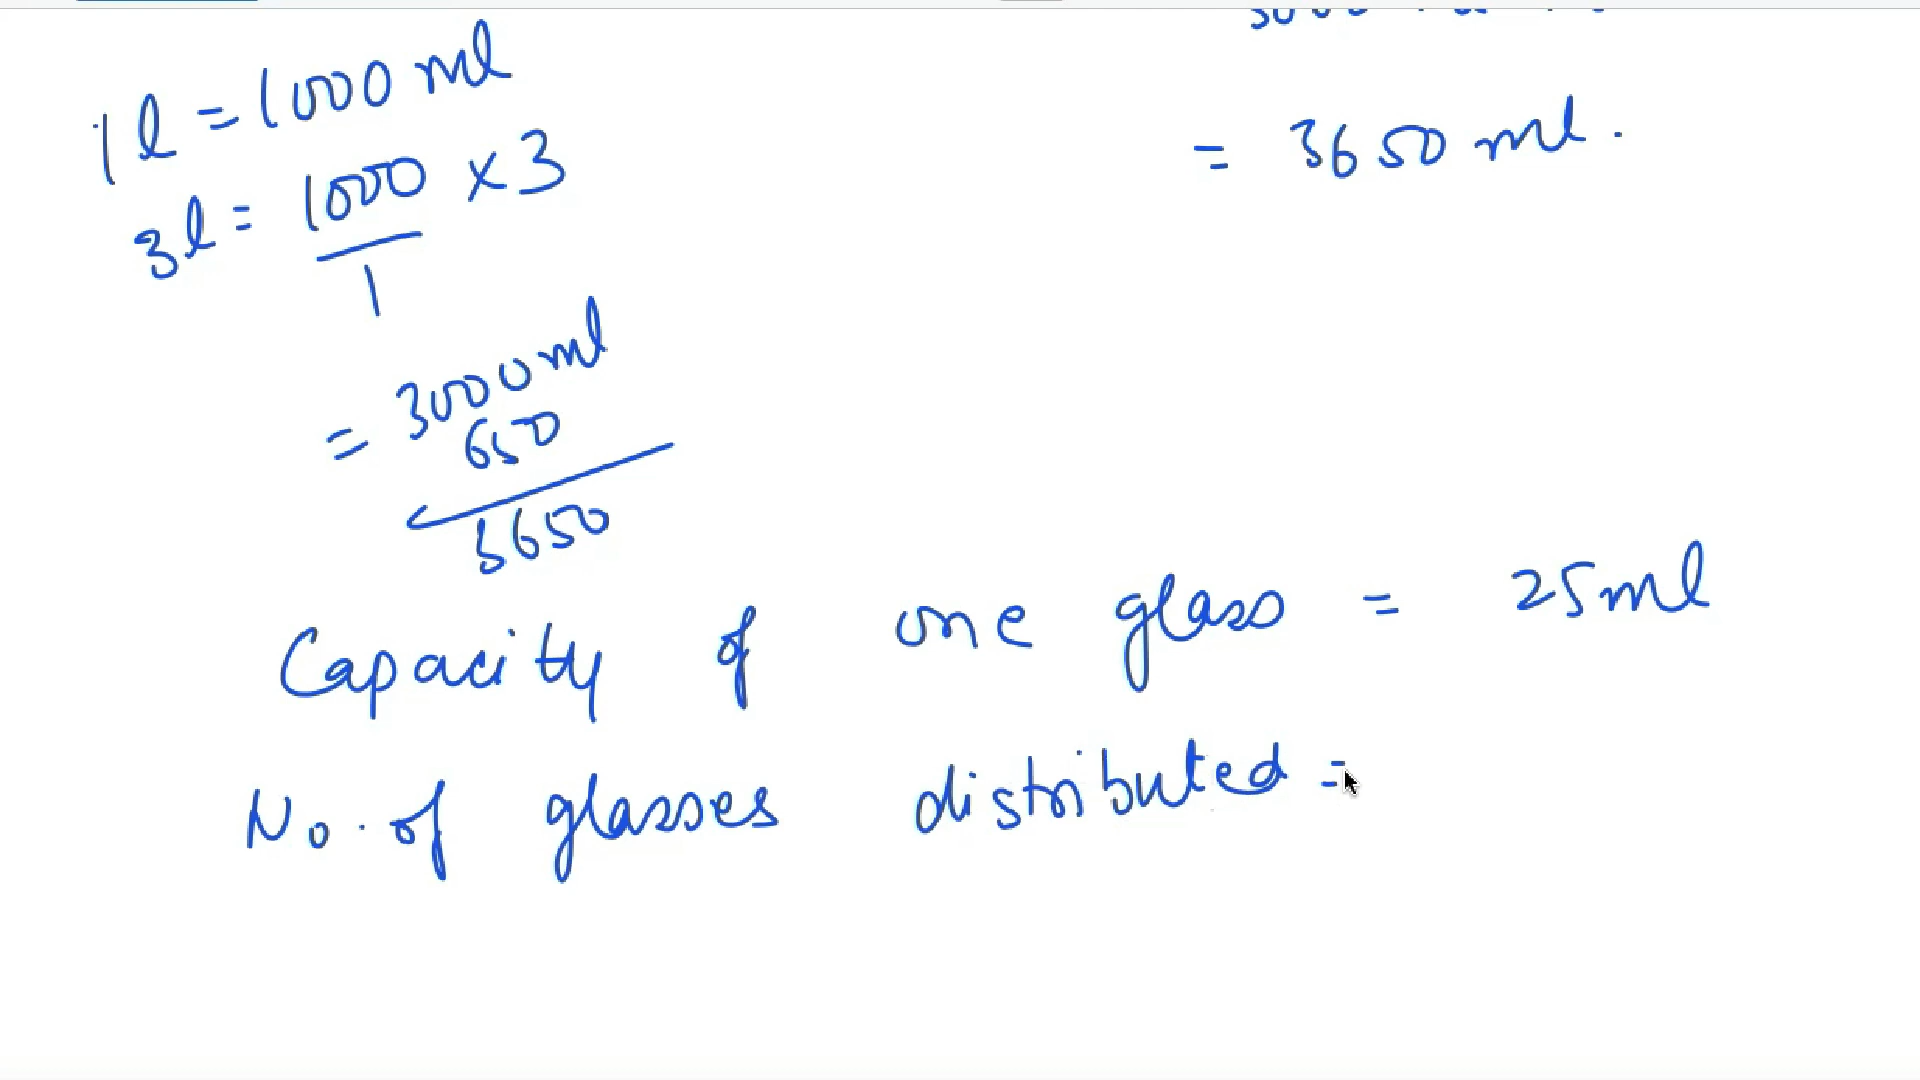 1 l = 1000 ml
3l = 1000 × 3
1
= 3000 ml
650
3650
= 3650 ml.
Capacity of one glass = 25ml
No. of glasses distributed =